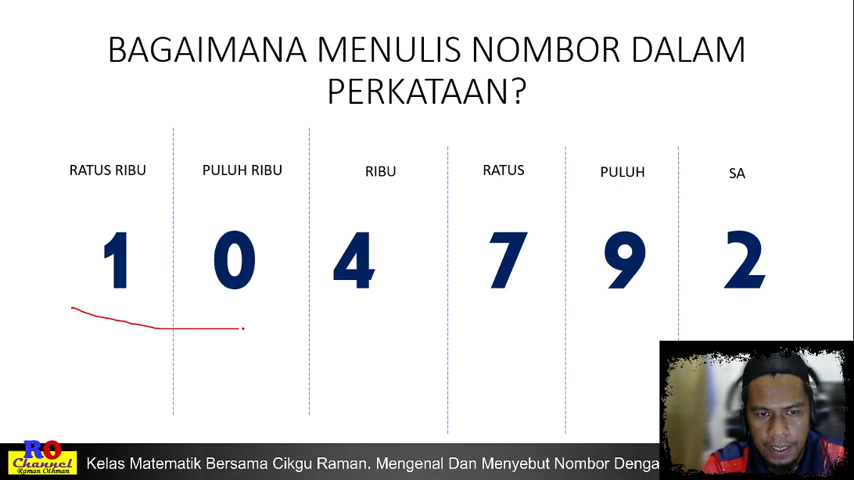 BAGAIMANA MENULIS NOMBOR DALAM
PERKATAAN?
RATUS RIBU PULUH RIBU RIBU RATUS PULUH SA
1 0 4 7 9 2
RO
Channel
Raman Othman
Kelas Matematik Bersama Cikgu Raman. Mengenal Dan Menyebut Nombor Denga